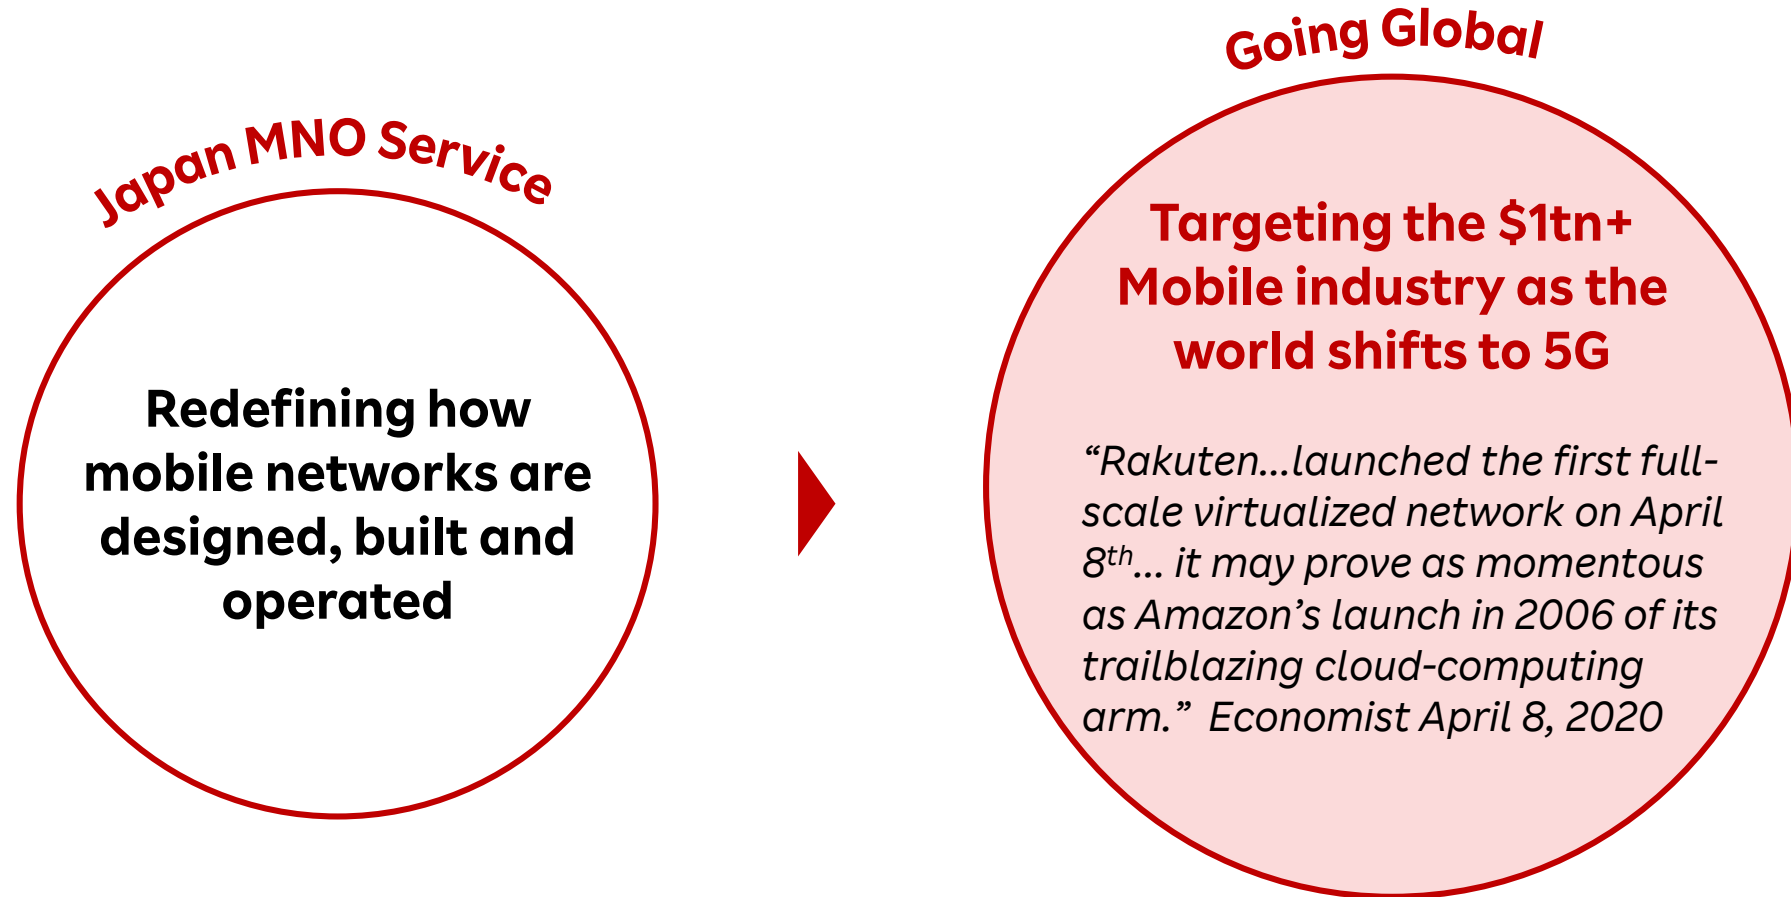 Japan MNO Service
Redefining how
mobile networks are
designed, built and
operated
Going Global
Targeting the $1tn+
Mobile industry as the
world shifts to 5G
“Rakuten...launched the first full-
scale virtualized network on April
8th... it may prove as momentous
as Amazon’s launch in 2006 of its
trailblazing cloud-computing
arm.”  Economist April 8, 2020